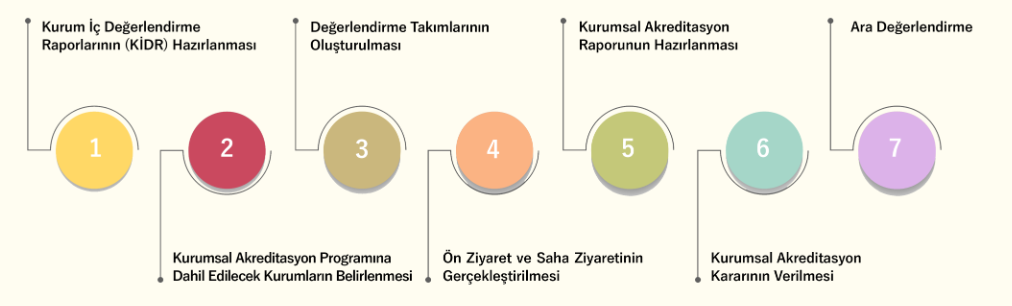 Kurum İç Değerlendirme
Raporlarının (KİDR) Hazırlanması
Değerlendirme Takımlarının
Oluşturulması
Kurumsal Akreditasyon
Raporunun Hazırlanması
Ara Değerlendirme
1
2
3
4
5
6
7
Kurumsal Akreditasyon Programına
Dahil Edilecek Kurumların Belirlenmesi
Ön Ziyaret ve Saha Ziyaretinin
Gerçekleştirilmesi
Kurumsal Akreditasyon
Kararının Verilmesi